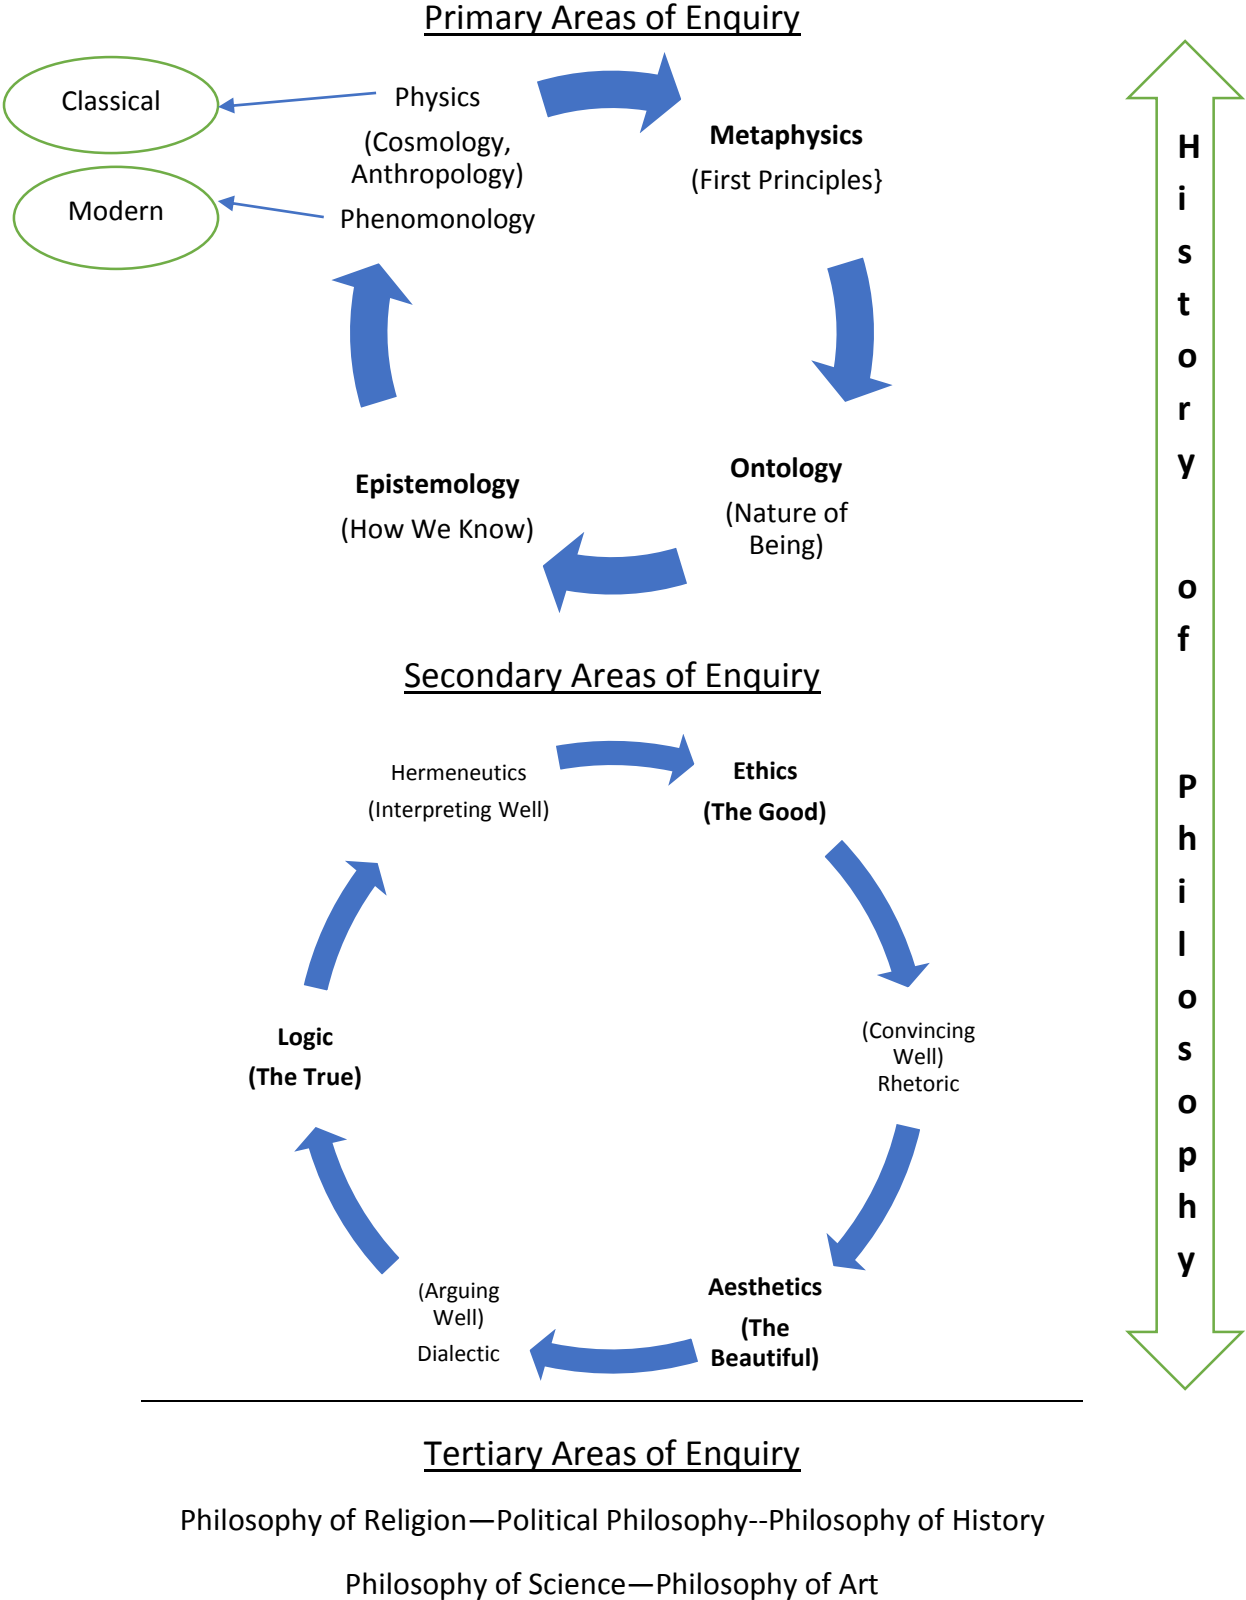 Primary Areas of Enquiry
Classical
Physics
(Cosmology,
Anthropology)
Modern
Phenomonology
Metaphysics
(First Principles}
Ontology
(Nature of
Being)
Epistemology
(How We Know)
Secondary Areas of Enquiry
Hermeneutics
(Interpreting Well)
Ethics
(The Good)
(Convincing
Well)
Rhetoric
Aesthetics
(The
Beautiful)
(Arguing
Well)
Dialectic
Logic
(The True)
History of Philosophy
Tertiary Areas of Enquiry
Philosophy of Religion—Political Philosophy--Philosophy of History
Philosophy of Science—Philosophy of Art